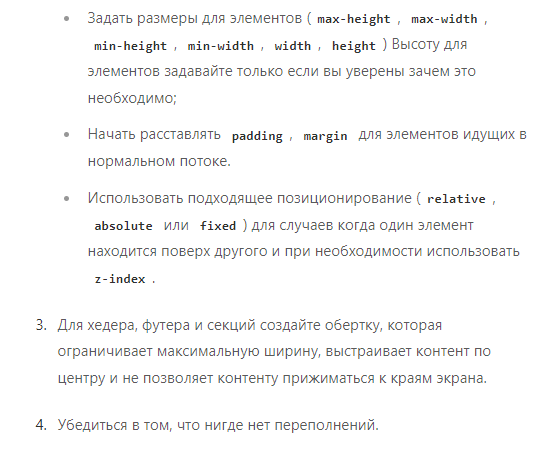 Задать размеры для элементов ( max-height , max-width ,
min-height , min-width , width , height ) Высоту для
элементов задавайте только если вы уверены зачем это
необходимо;
Начать расставлять padding , margin для элементов идущих в
нормальном потоке.
Использовать подходящее позиционирование ( relative ,
absolute или fixed ) для случаев когда один элемент
находится поверх другого и при необходимости использовать
z-index .
3. Для хедера, футера и секций создайте обертку, которая
ограничивает максимальную ширину, выстраивает контент по
центру и не позволяет контенту прижиматься к краям экрана.
4. Убедиться в том, что нигде нет переполнений.